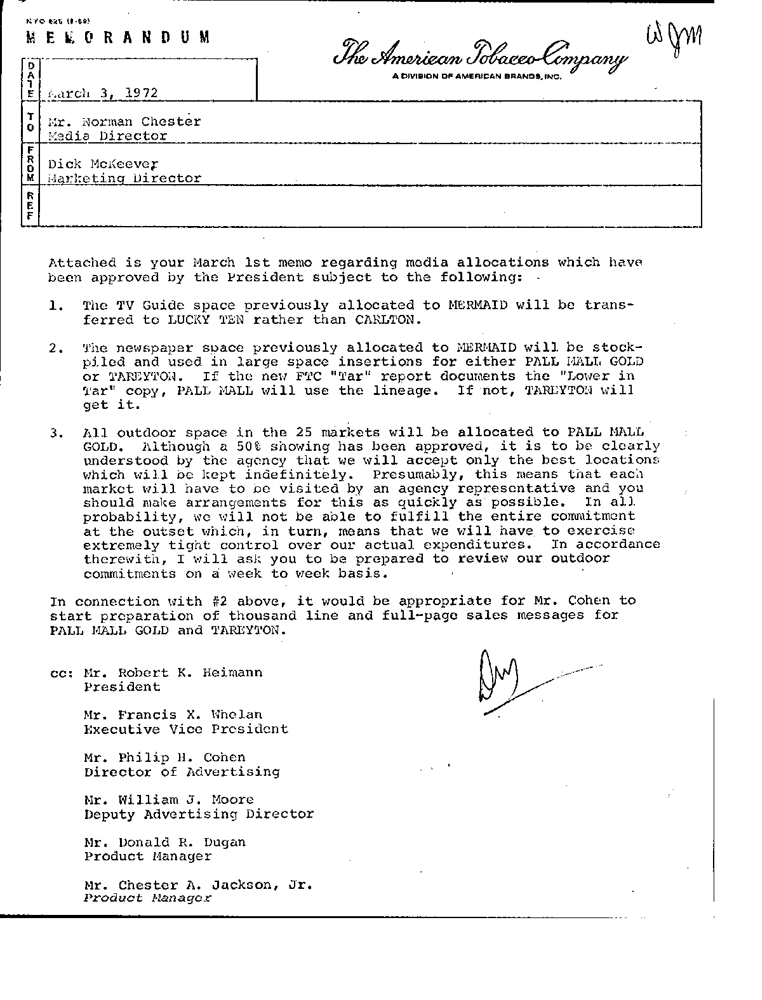 NYO 825 (8-69)
MEMORANDUM
WJM
The American Tobacco Company
A DIVISION OF AMERICAN BRANDS, INC.
DATE
March 3, 1972
TO
Mr. Norman Chester
Media Director
FROM
Dick McKeever
Marketing Director
REF
Attached is your March 1st memo regarding media allocations which have
been approved by the President subject to the following:
1. The TV Guide space previously allocated to MERMAID will be trans-
ferred to LUCKY TEN rather than CARLTON.
2. The newspaper space previously allocated to MERMAID will be stock-
piled and used in large space insertions for either PALL MALL GOLD
or TAREYTON. If the new FTC "Tar" report documents the "Lower in
Tar" copy, PALL MALL will use the lineage. If not, TAREYTON will
get it.
3. All outdoor space in the 25 markets will be allocated to PALL MALL
GOLD. Although a 50% showing has been approved, it is to be clearly
understood by the agency that we will accept only the best locations
which will be kept indefinitely. Presumably, this means that each
market will have to be visited by an agency representative and you
should make arrangements for this as quickly as possible. In all
probability, we will not be able to fulfill the entire commitment
at the outset which, in turn, means that we will have to exercise
extremely tight control over our actual expenditures. In accordance
therewith, I will ask you to be prepared to review our outdoor
commitments on a week to week basis.
In connection with #2 above, it would be appropriate for Mr. Cohen to
start preparation of thousand line and full-page sales messages for
PALL MALL GOLD and TAREYTON.
cc: Mr. Robert K. Heimann
President
Mr. Francis X. Whelan
Executive Vice President
Mr. Philip H. Cohen
Director of Advertising
Mr. William J. Moore
Deputy Advertising Director
Mr. Donald R. Dugan
Product Manager
Mr. Chester A. Jackson, Jr.
Product Manager